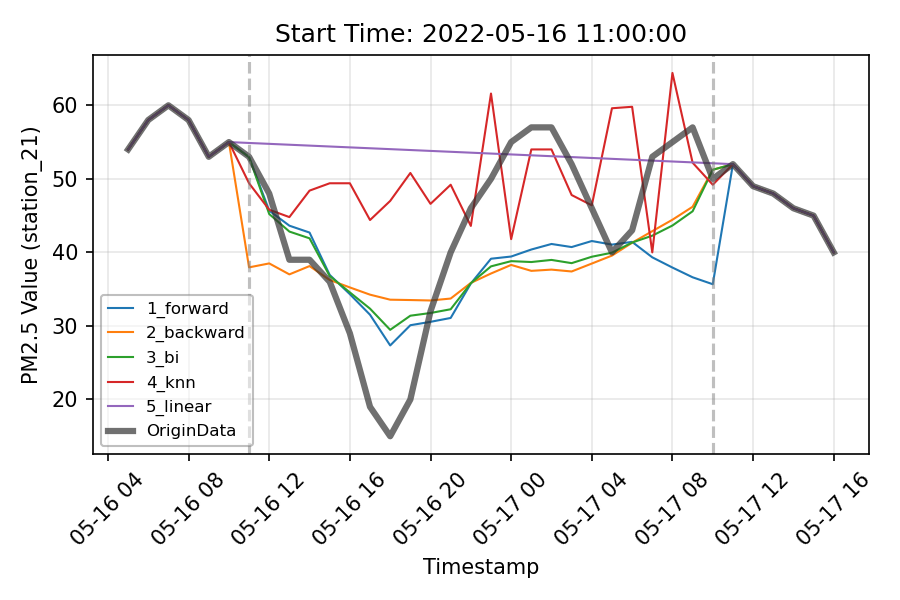 Start Time: 2022-05-16 11:00:00
PM2.5 Value (station_21)
60
50
40
30
20
1_forward
2_backward
3_bi
4_knn
5_linear
OriginData
05-16 04
05-16 08
05-16 12
05-16 16
05-16 20
05-17 00
05-17 04
05-17 08
05-17 12
05-17 16
Timestamp